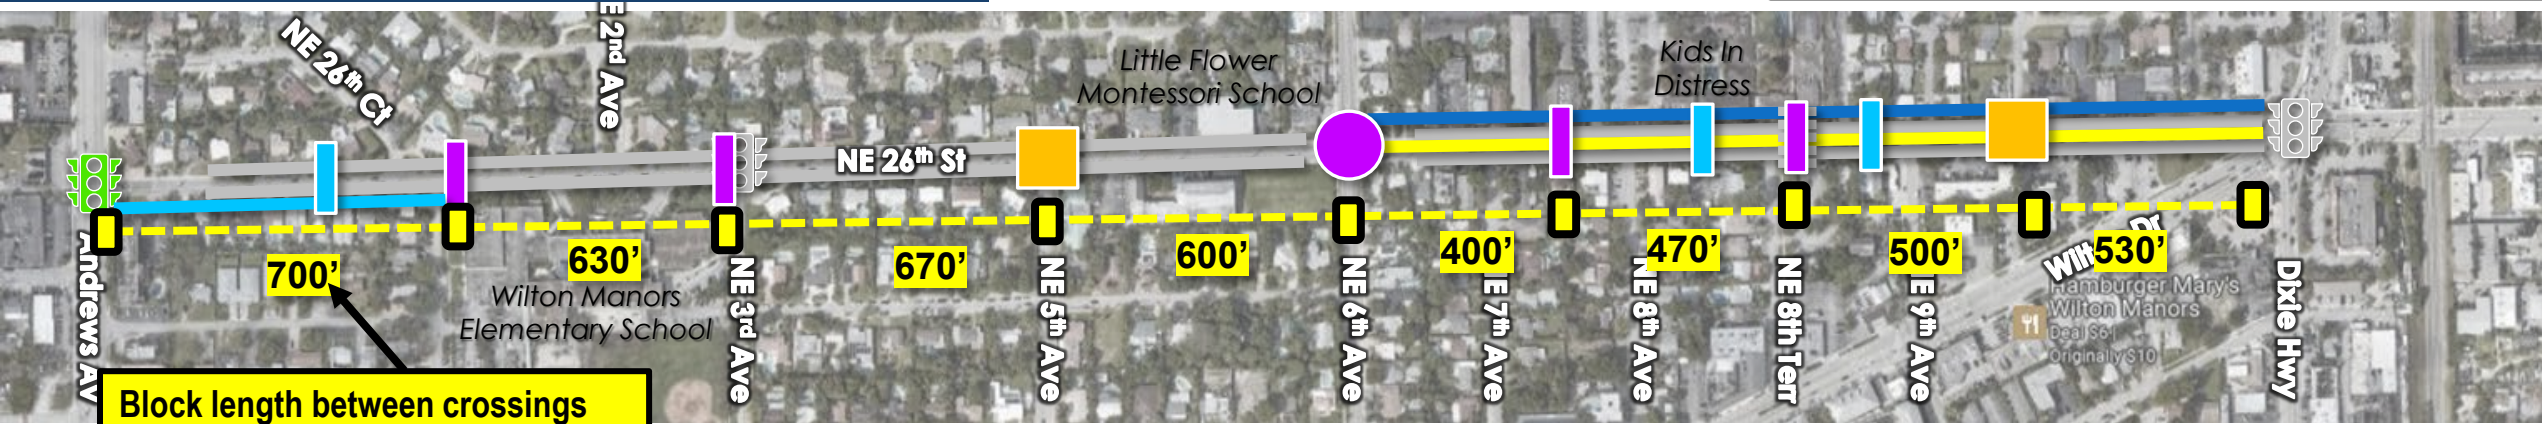 NE 26th Ct
E 2nd Ave
Little Flower
Montessori School
Kids In
Distress
NE 26th St
700’
630’
670’
600’
400’
470’
500’
530’
Wilton Manors
Elementary School
Andrews Av
NE 3rd Ave
NE 5th Ave
NE 6th Ave
NE 7th Ave
NE 8th Ave
NE 8th Terr
NE 9th Ave
Dr
Hamburger Mary's
Wilton Manors
Deal $6
Originally $10
Dixie Hwy
Block length between crossings